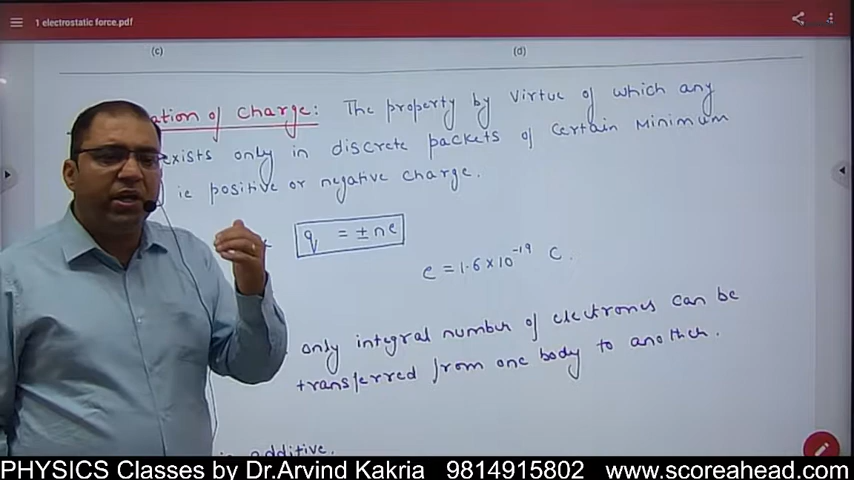 1 electrostatic force.pdf
(c) (d)
ation of charge: The property by virtue of which any
exists only in discrete packets of certain minimum
ie positive or negative charge.
q = ± ne
e = 1.6 × 10⁻¹⁹ C.
only integral number of electrones can be
transferred from one body to another.
additive.
PHYSICS Classes by Dr.Arvind Kakria 9814915802 www.scoreahead.com